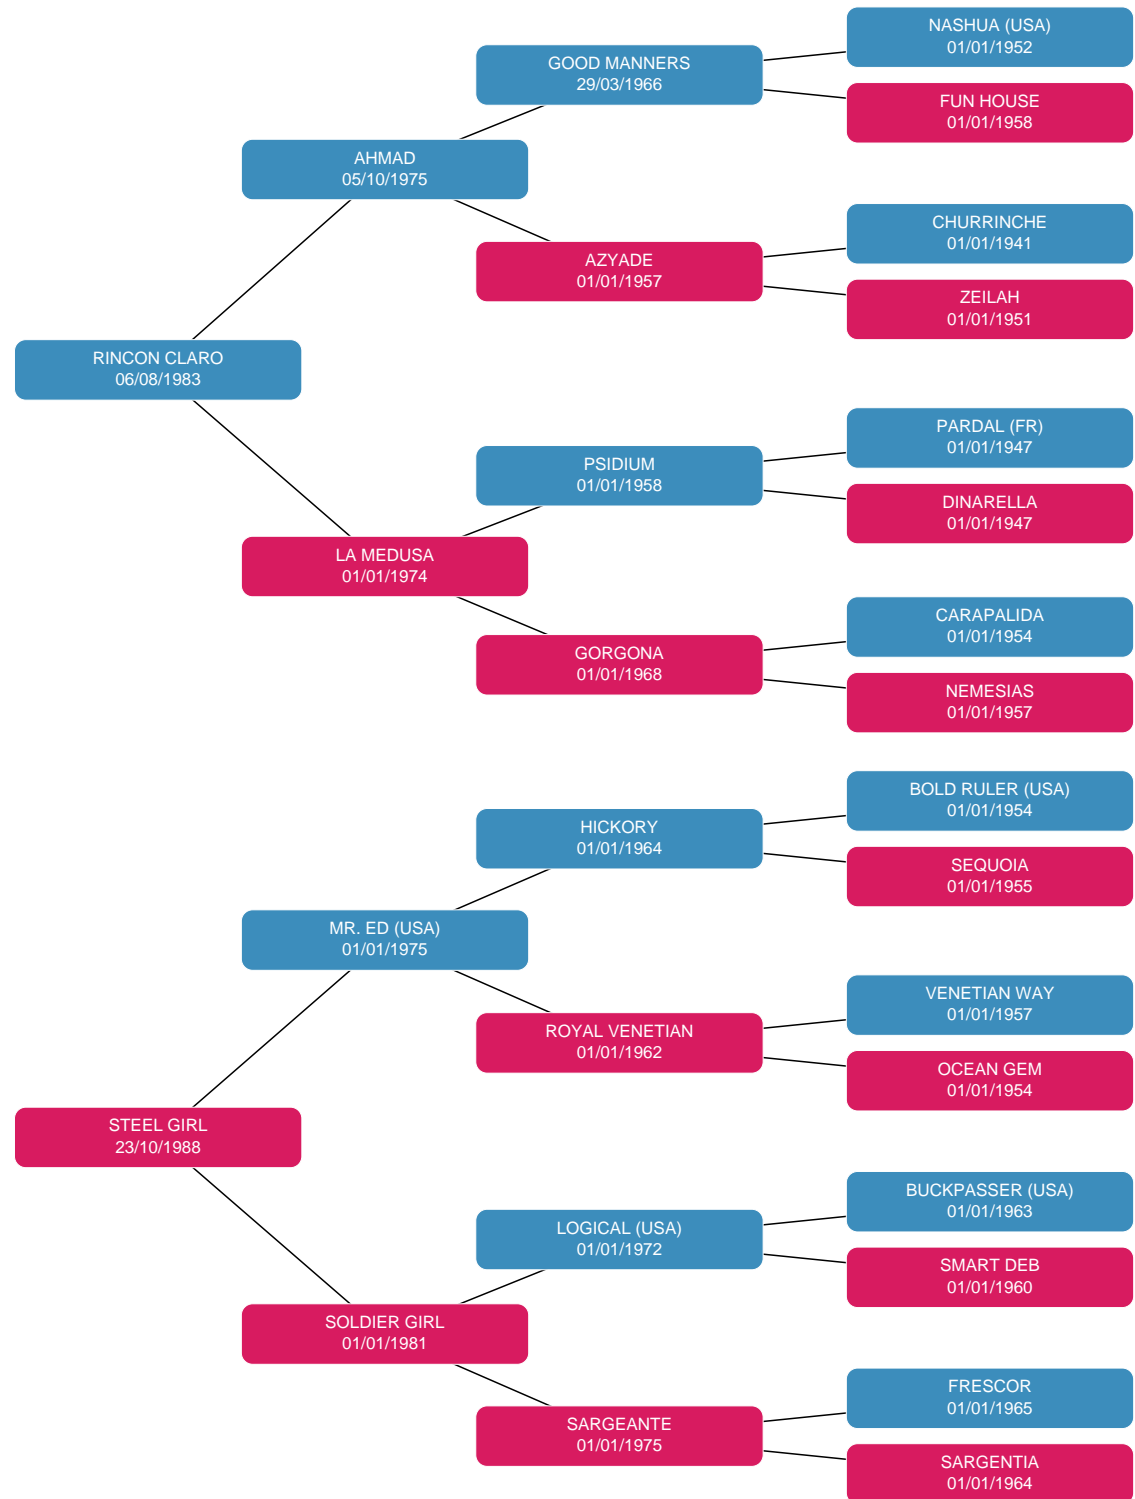 NASHUA (USA)
01/01/1952
GOOD MANNERS
29/03/1966
FUN HOUSE
01/01/1958
AHMAD
05/10/1975
CHURRINCHE
01/01/1941
AZYADE
01/01/1957
ZEILAH
01/01/1951
RINCON CLARO
06/08/1983
PARDAL (FR)
01/01/1947
PSIDIUM
01/01/1958
DINARELLA
01/01/1947
LA MEDUSA
01/01/1974
CARAPALIDA
01/01/1954
GORGONA
01/01/1968
NEMESIAS
01/01/1957
BOLD RULER (USA)
01/01/1954
HICKORY
01/01/1964
SEQUOIA
01/01/1955
MR. ED (USA)
01/01/1975
VENETIAN WAY
01/01/1957
ROYAL VENETIAN
01/01/1962
OCEAN GEM
01/01/1954
STEEL GIRL
23/10/1988
BUCKPASSER (USA)
01/01/1963
LOGICAL (USA)
01/01/1972
SMART DEB
01/01/1960
SOLDIER GIRL
01/01/1981
FRESCOR
01/01/1965
SARGEANTE
01/01/1975
SARGENTIA
01/01/1964